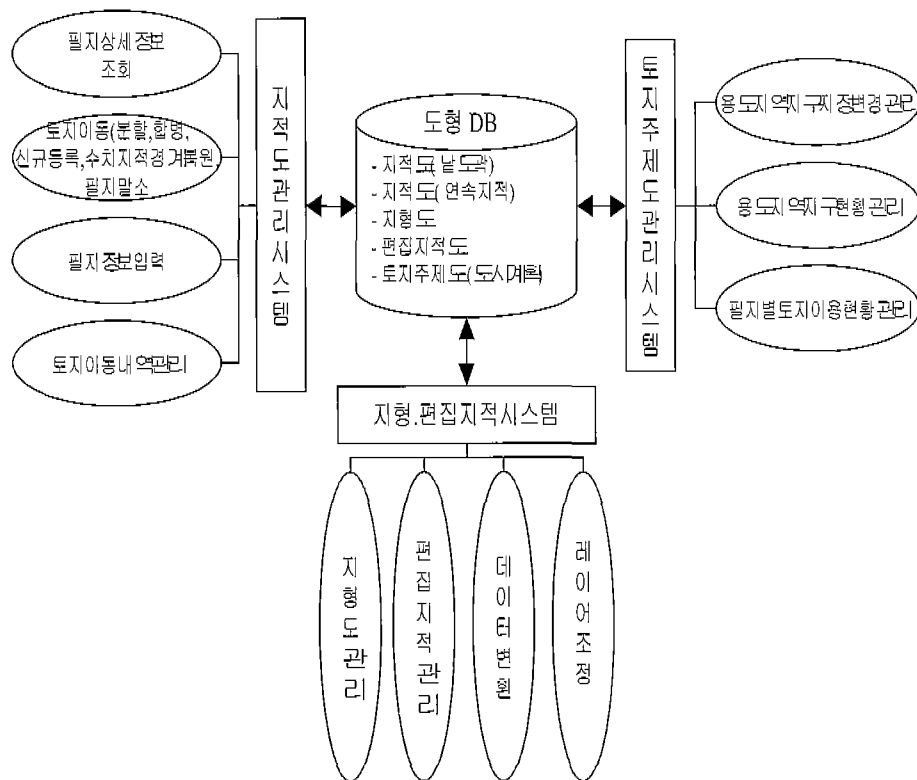 필지상세정보
조회
토지이동(분할,합병,
신규등록,수치지적경계복원
필지말소
필지정보입력
토지이동내역관리
지적도관리시스템
도형 DB
- 지적도(낱도곽)
- 지적도(연속지적)
- 지형도
- 편집지적도
- 토지주제도(도시계획)
토지주제도관리시스템
용도지역지구지정변경관리
용도지역지구현황관리
필지별토지이용현황관리
지형.편집지적시스템
지형도관리
편집지적관리
데이터변환
레이어조정